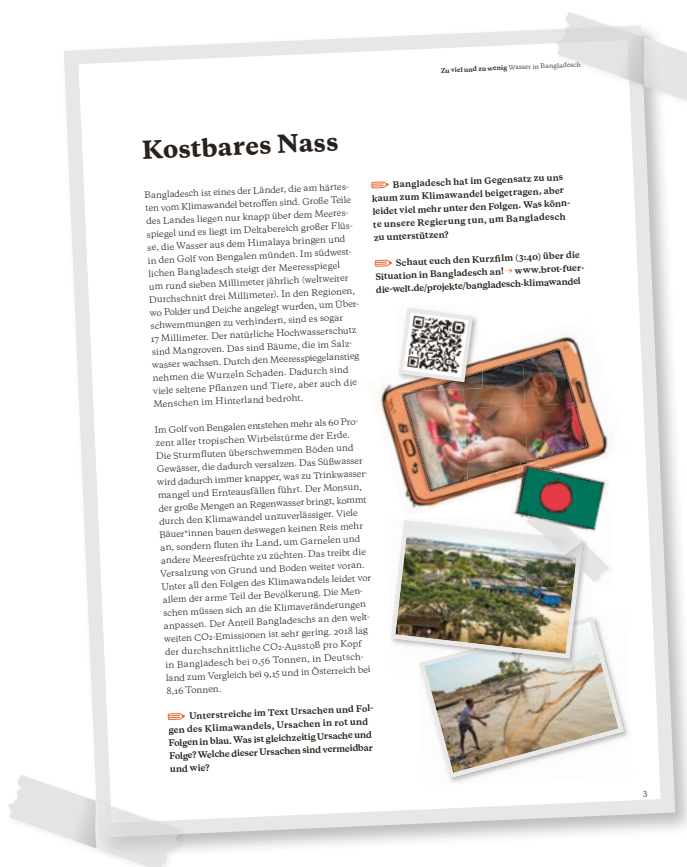 Zu viel und zu wenig Wasser in Bangladesch
Kostbares Nass
Bangladesch ist eines der Länder, die am härtes-
ten vom Klimawandel betroffen sind. Große Teile
des Landes liegen nur knapp über dem Meeres-
spiegel und es liegt im Deltabereich großer Flüs-
se, die Wasser aus dem Himalaya bringen und
in den Golf von Bengalen münden. Im südwest-
lichen Bangladesch steigt der Meeresspiegel
um rund sieben Millimeter jährlich (weltweiter
Durchschnitt drei Millimeter). In den Regionen,
wo Polder und Deiche angelegt wurden, um Über-
schwemmungen zu verhindern, sind es sogar
17 Millimeter. Der natürliche Hochwasserschutz
sind Mangroven. Das sind Bäume, die im Salz-
wasser wachsen. Durch den Meeresspiegelanstieg
nehmen die Wurzeln Schaden. Dadurch sind
viele seltene Pflanzen und Tiere, aber auch die
Menschen im Hinterland bedroht.
Im Golf von Bengalen entstehen mehr als 60 Pro-
zent aller tropischen Wirbelstürme der Erde.
Die Sturmfluten überschwemmen Böden und
Gewässer, die dadurch versalzen. Das Süßwasser
wird dadurch immer knapper, was zu Trinkwasser-
mangel und Ernteausfällen führt. Der Monsun,
der große Mengen an Regenwasser bringt, kommt
durch den Klimawandel unzuverlässiger. Viele
Bäuer*innen bauen deswegen keinen Reis mehr
an, sondern fluten ihr Land, um Garnelen und
andere Meeresfrüchte zu züchten. Das treibt die
Versalzung von Grund und Boden weiter voran.
Unter all den Folgen des Klimawandels leidet vor
allem der arme Teil der Bevölkerung. Die Men-
schen müssen sich an die Klimaveränderungen
anpassen. Der Anteil Bangladeschs an den welt-
weiten CO₂-Emissionen ist sehr gering. 2018 lag
der durchschnittliche CO₂-Ausstoß pro Kopf
in Bangladesch bei 0,56 Tonnen, in Deutsch-
land zum Vergleich bei 9,15 und in Österreich bei
8,16 Tonnen.
Unterstreiche im Text Ursachen und Fol-
gen des Klimawandels, Ursachen in rot und
Folgen in blau. Was ist gleichzeitig Ursache und
Folge? Welche dieser Ursachen sind vermeidbar
und wie?
Bangladesch hat im Gegensatz zu uns
kaum zum Klimawandel beigetragen, aber
leidet viel mehr unter den Folgen. Was könn-
te unsere Regierung tun, um Bangladesch
zu unterstützen?
Schaut euch den Kurzfilm (3:40) über die
Situation in Bangladesch an! → www.brot-fuer-
die-welt.de/projekte/bangladesch-klimawandel
3